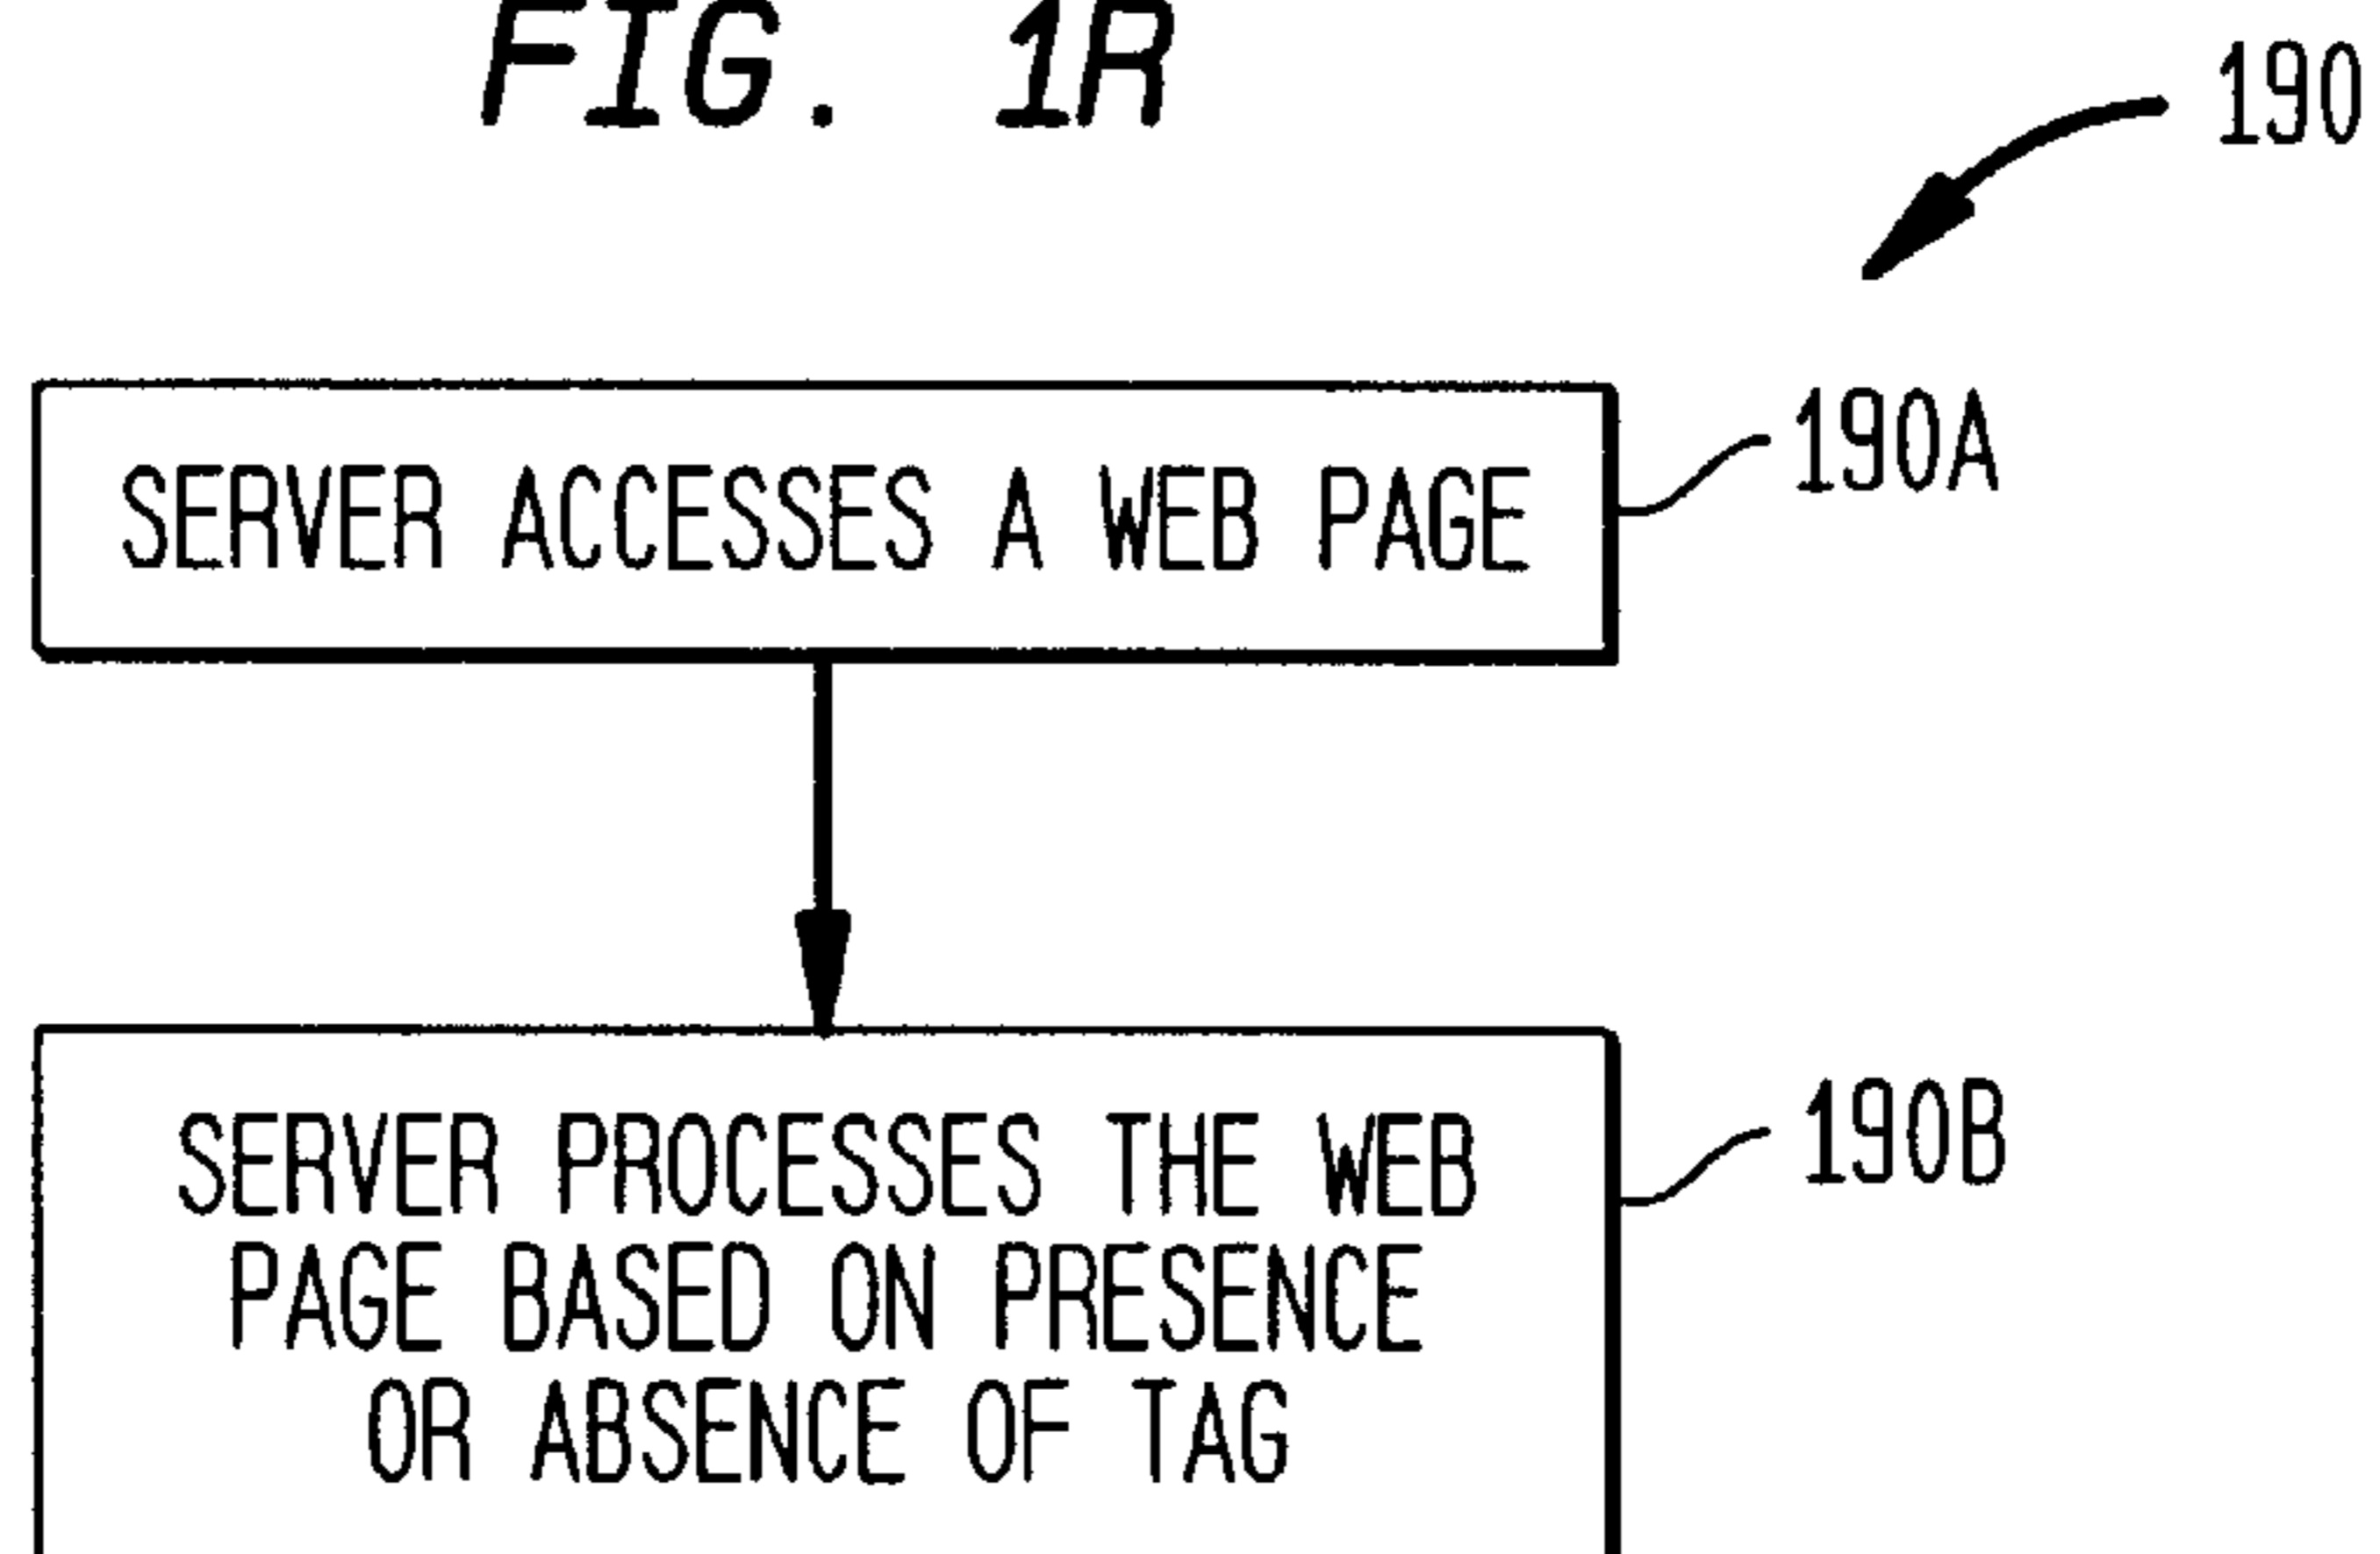 FIG. 1R
190
SERVER ACCESSES A WEB PAGE
190A
SERVER PROCESSES THE WEB
PAGE BASED ON PRESENCE
OR ABSENCE OF TAG
190B